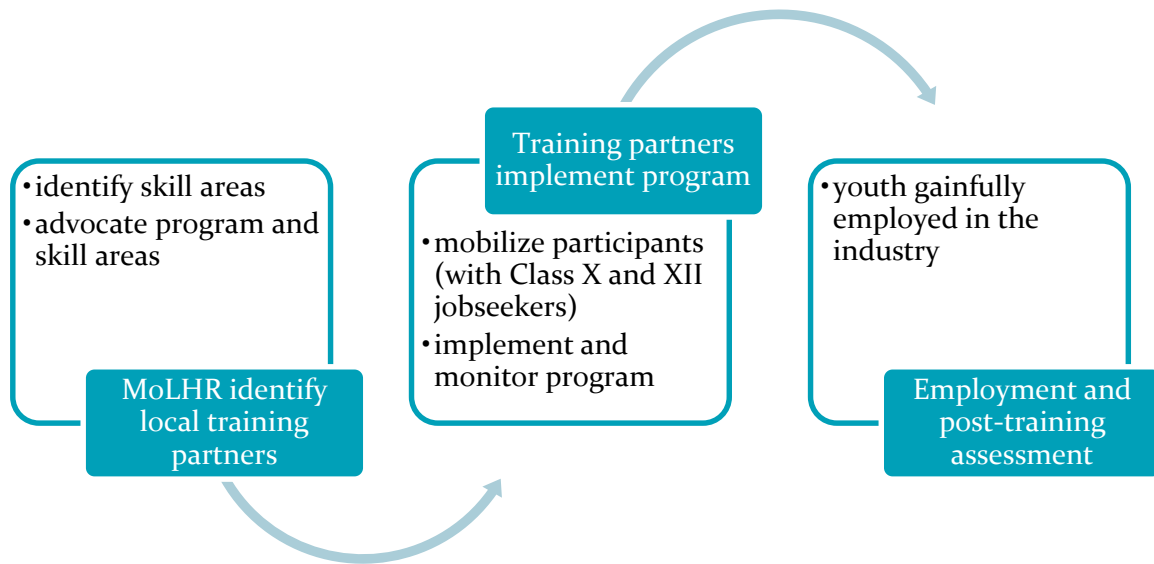 •identify skill areas
•advocate program and
skill areas
MoLHR identify
local training
partners
Training partners
implement program
•mobilize participants
(with Class X and XII
jobseekers)
•implement and
monitor program
•youth gainfully
employed in the
industry
Employment and
post-training
assessment